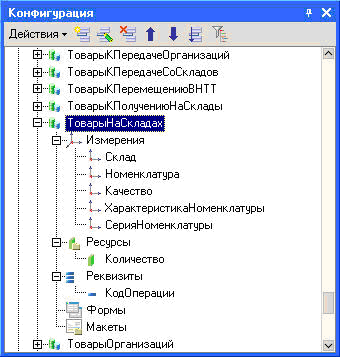 Конфигурация
Действия
ТоварыКПередачеОрганизаций
ТоварыКПередачеСоСкладов
ТоварыКПеремещениюВНТТ
ТоварыКПолучениюНаСклады
ТоварыНаСкладах
Измерения
Склад
Номенклатура
Качество
ХарактеристикаНоменклатуры
СерияНоменклатуры
Ресурсы
Количество
Реквизиты
КодОперации
Формы
Макеты
ТоварыОрганизаций